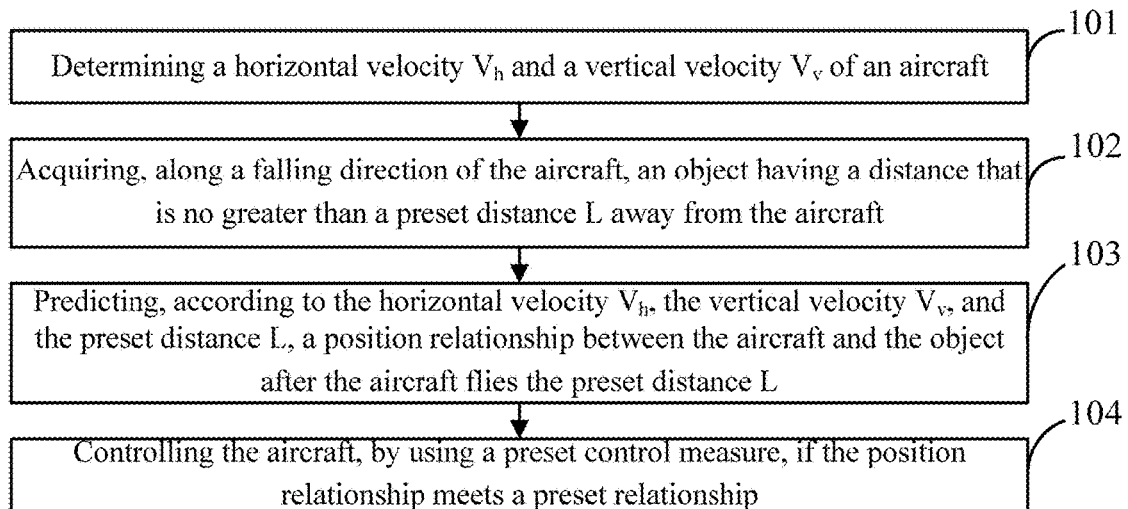 101
Determining a horizontal velocity Vh and a vertical velocity Vv of an aircraft
102
Acquiring, along a falling direction of the aircraft, an object having a distance that
is no greater than a preset distance L away from the aircraft
103
Predicting, according to the horizontal velocity Vh, the vertical velocity Vv, and
the preset distance L, a position relationship between the aircraft and the object
after the aircraft flies the preset distance L
104
Controlling the aircraft, by using a preset control measure, if the position
relationship meets a preset relationship